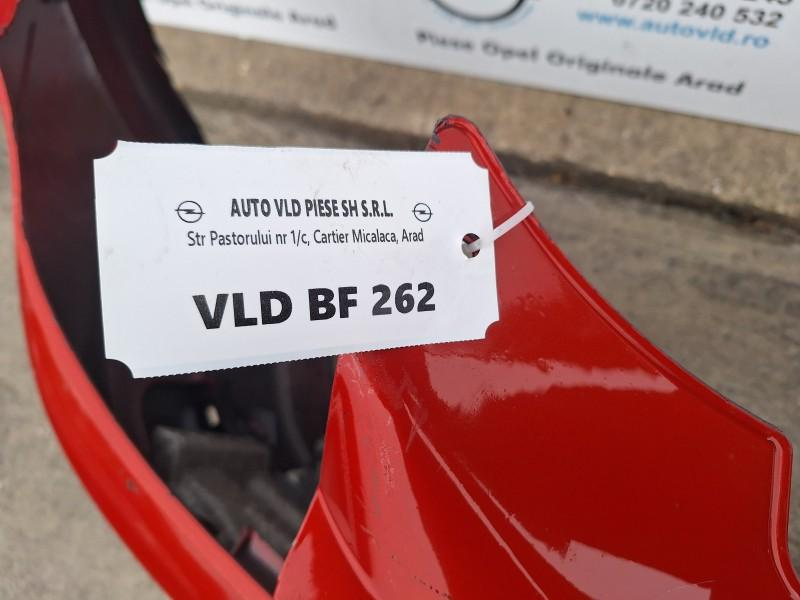 0720 240 532
www.autovld.ro
Piese Opel Originale Arad
AUTO VLD PIESE SH S.R.L.
Str Pastorului nr 1/c, Cartier Micalaca, Arad
VLD BF 262